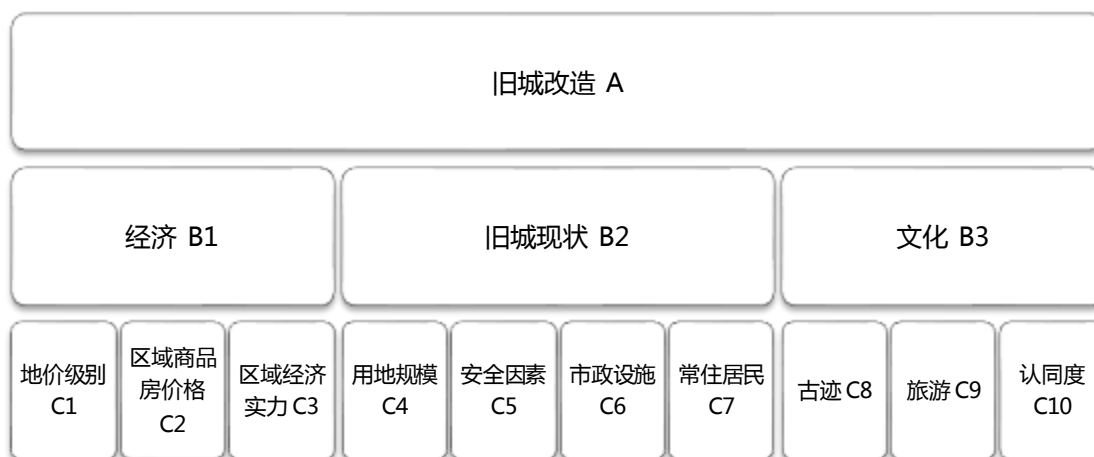 旧城改造 A
经济 B1
旧城现状 B2
文化 B3
地价级别
C1
区域商品
房价格
C2
区域经济
实力 C3
用地规模
C4
安全因素
C5
市政设施
C6
常住居民
C7
古迹 C8
旅游 C9
认同度
C10